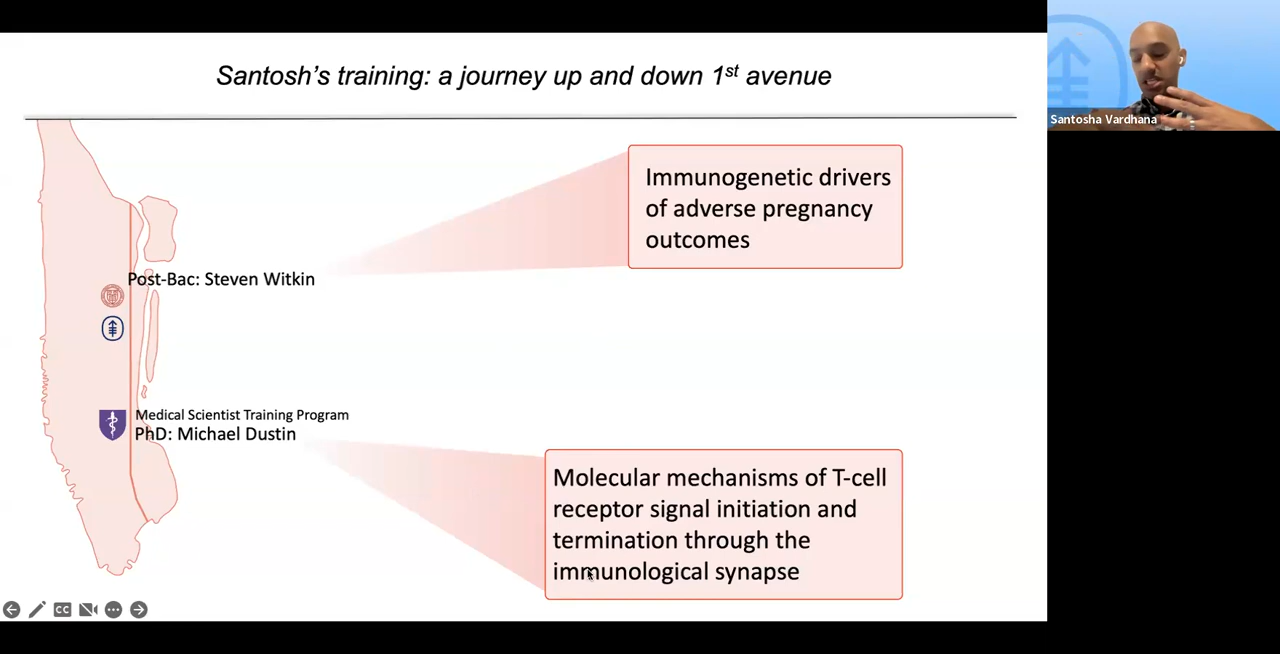 Santosh's training: a journey up and down 1st avenue
Santosha Vardhana
Immunogenetic drivers
of adverse pregnancy
outcomes
Post-Bac: Steven Witkin
Medical Scientist Training Program
PhD: Michael Dustin
Molecular mechanisms of T-cell
receptor signal initiation and
termination through the
immunological synapse
CC